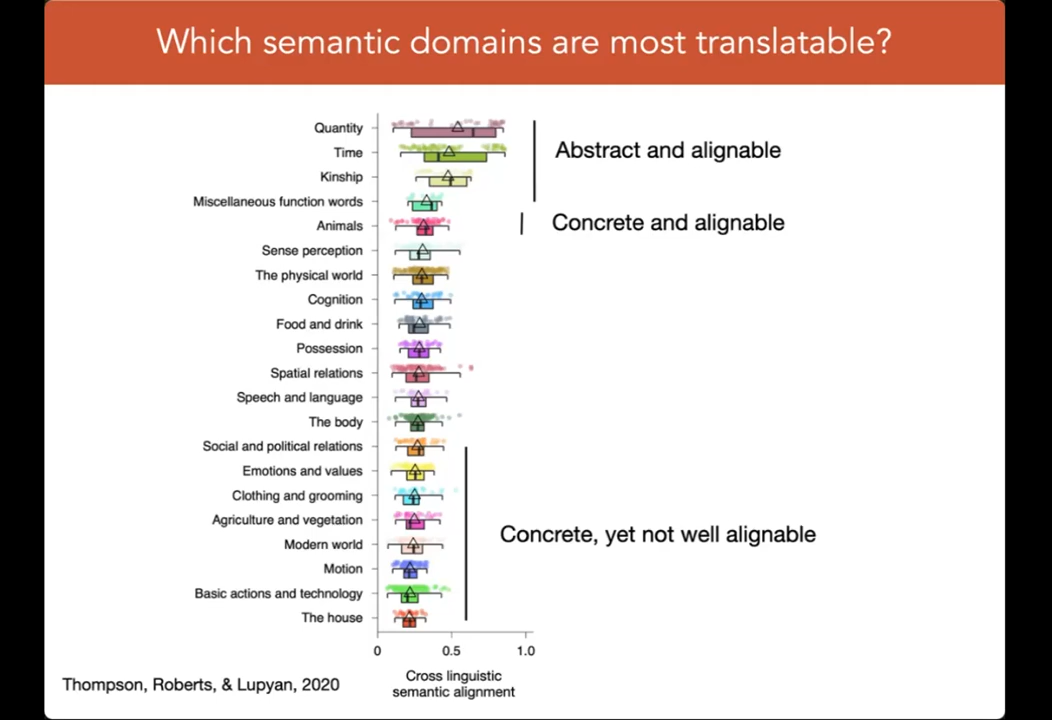 Which semantic domains are most translatable?
Quantity
Time
Kinship
Miscellaneous function words
Animals
Sense perception
The physical world
Cognition
Food and drink
Possession
Spatial relations
Speech and language
The body
Social and political relations
Emotions and values
Clothing and grooming
Agriculture and vegetation
Modern world
Motion
Basic actions and technology
The house
Abstract and alignable
Concrete and alignable
Concrete, yet not well alignable
0 0.5 1.0
Cross linguistic
semantic alignment
Thompson, Roberts, & Lupyan, 2020